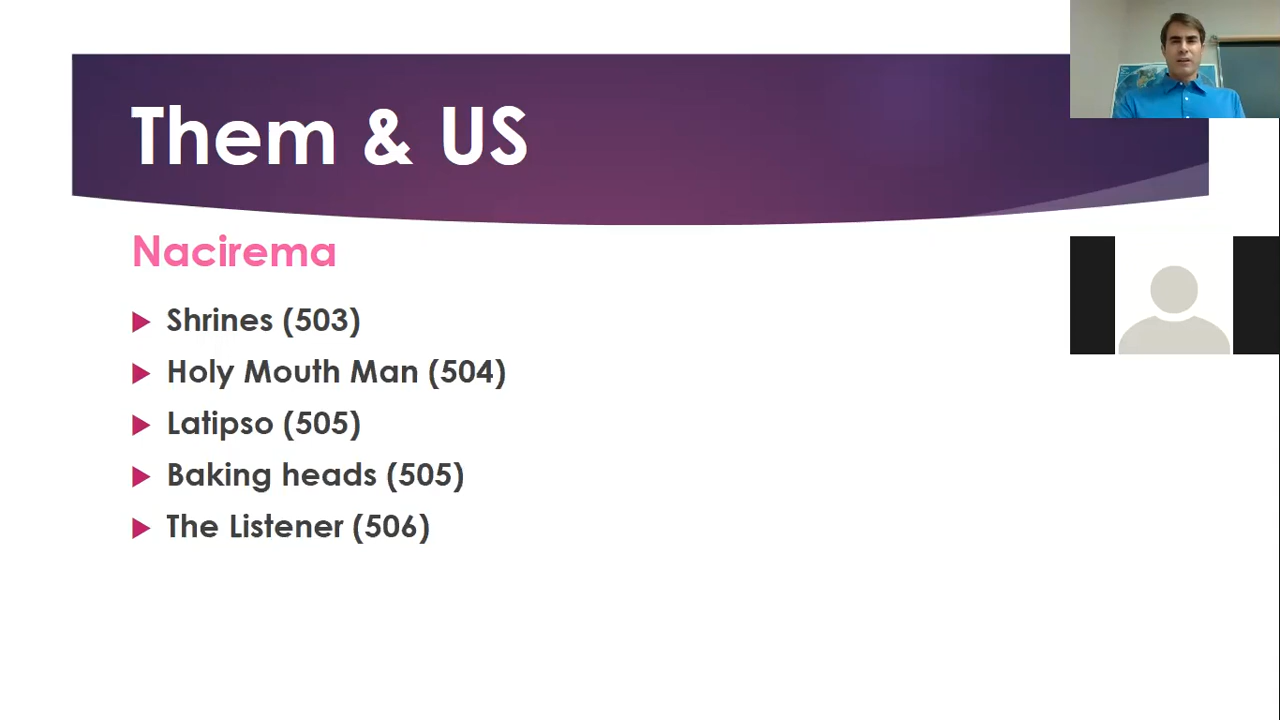 Them & US
Nacirema
Shrines (503)
Holy Mouth Man (504)
Latipso (505)
Baking heads (505)
The Listener (506)